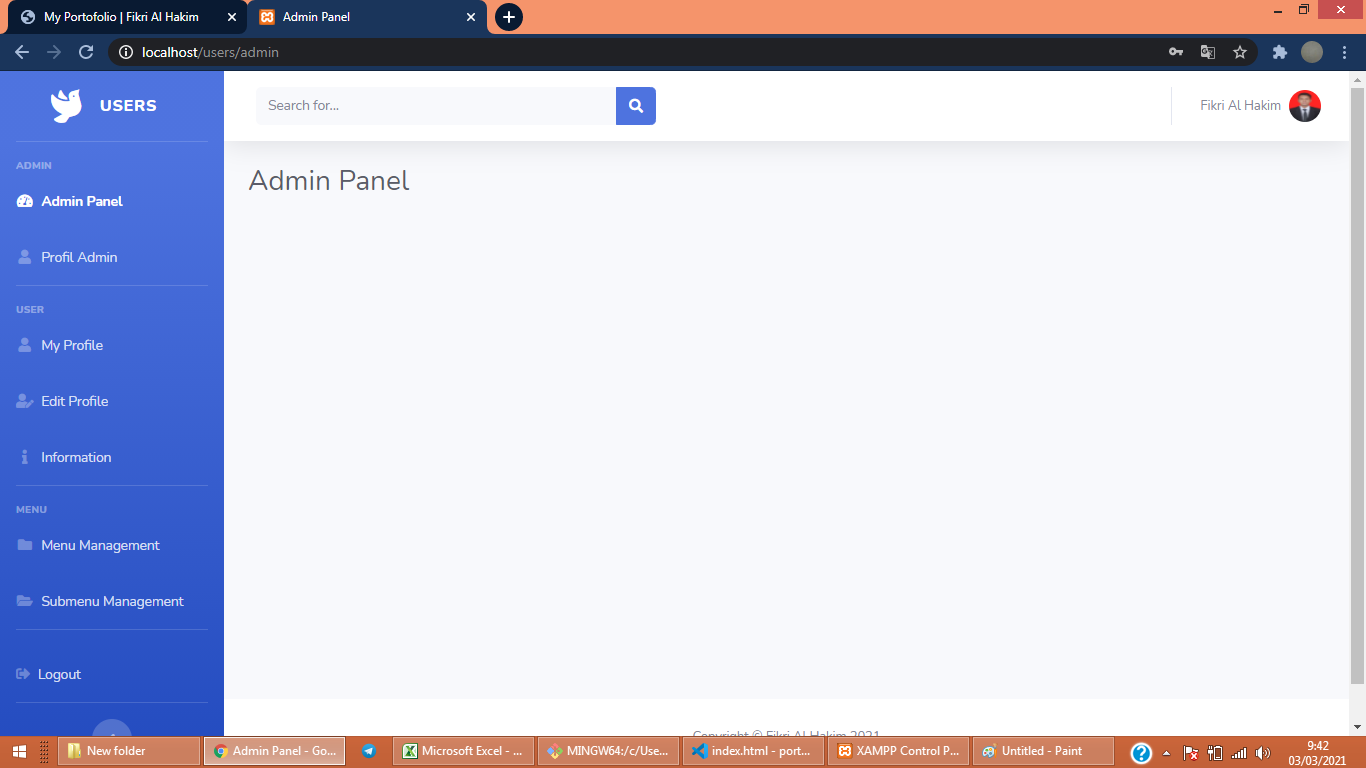 My Portofolio | Fikri Al Hakim
Admin Panel
localhost/users/admin
USERS
Search for...
Fikri Al Hakim
ADMIN
Admin Panel
Profil Admin
USER
My Profile
Edit Profile
Information
MENU
Menu Management
Submenu Management
Logout
Admin Panel
Copyright © Fikri Al Hakim 2021
New folder
Admin Panel - Go...
Microsoft Excel - ...
MINGW64:/c/Use...
index.html - port...
XAMPP Control P...
Untitled - Paint
9:42
03/03/2021